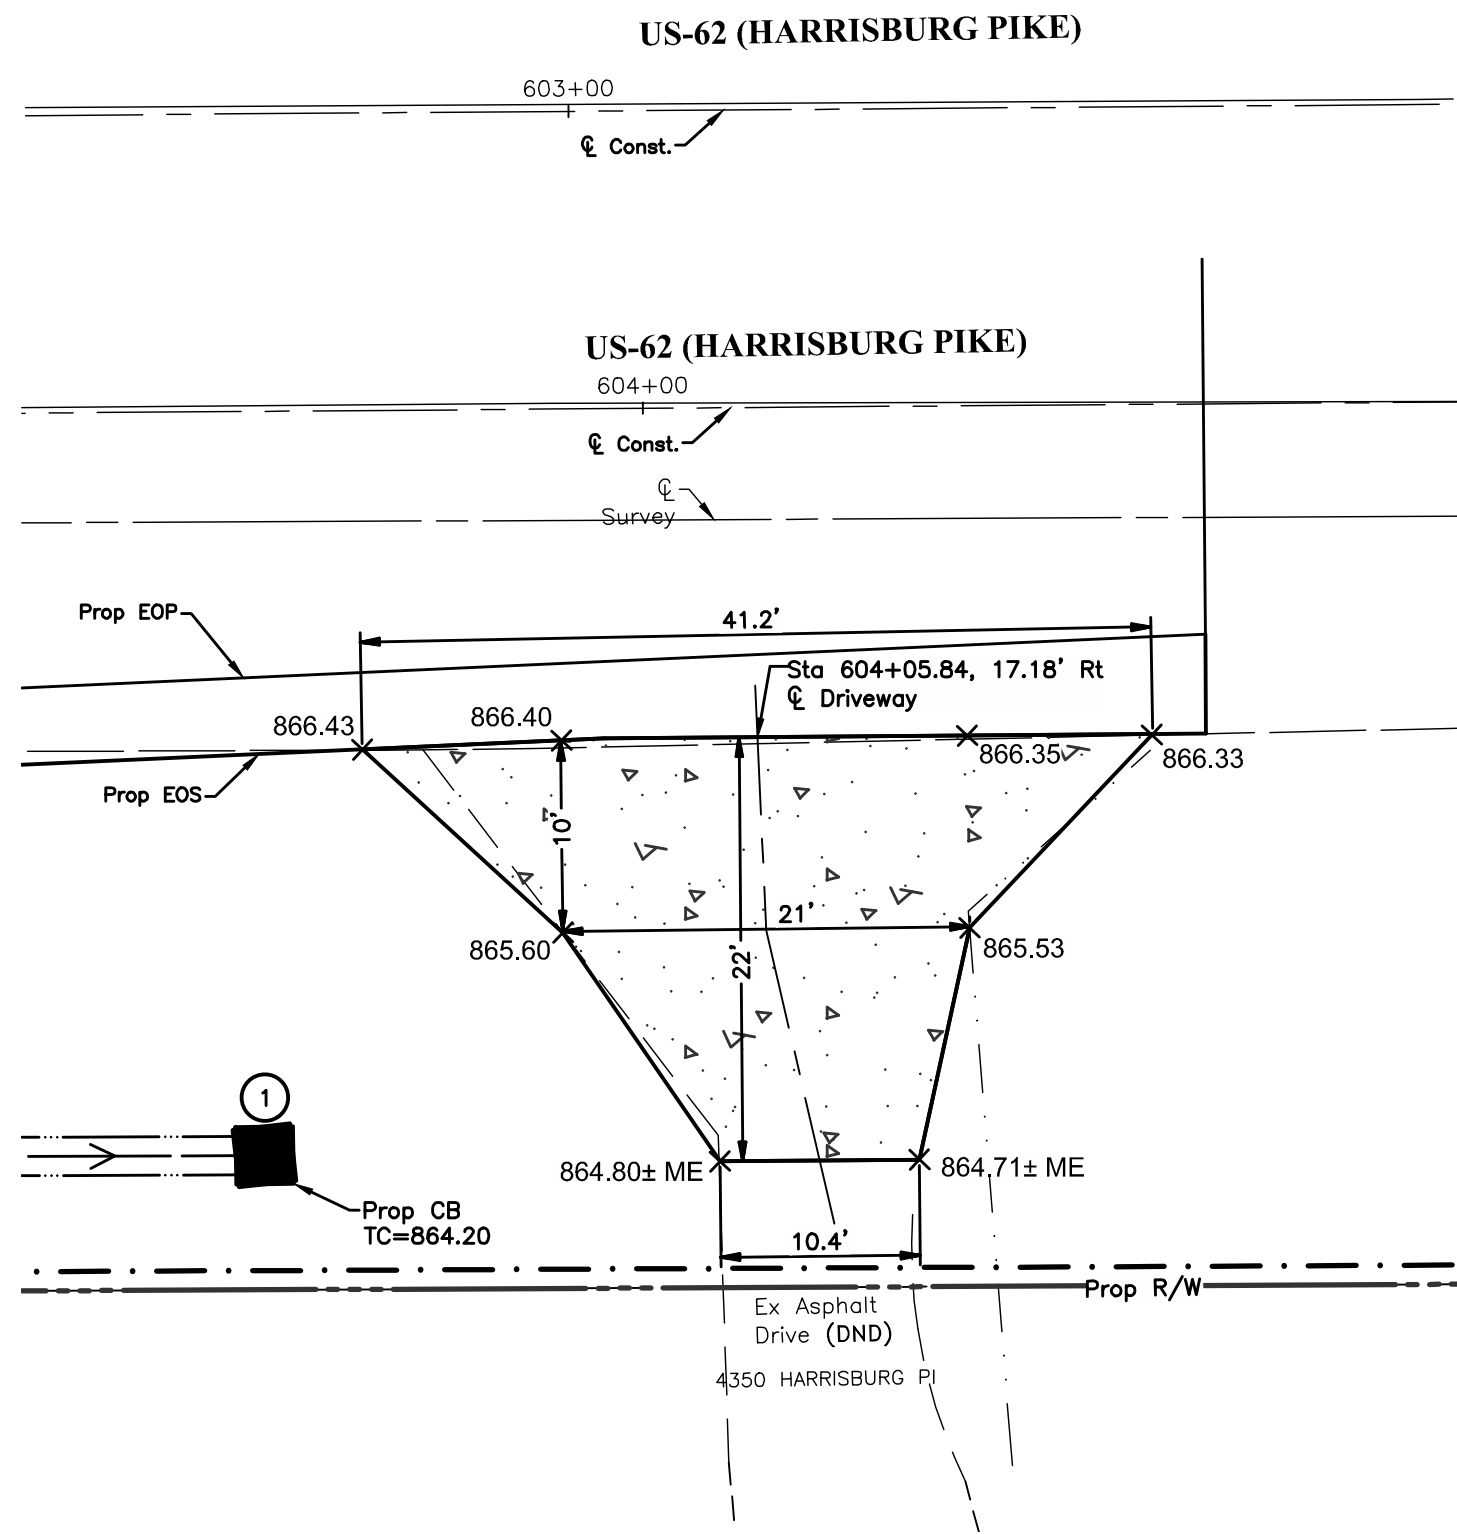 US-62 (HARRISBURG PIKE)
603+00
℄ Const.
US-62 (HARRISBURG PIKE)
604+00
℄ Const.
℄
Survey
Prop EOP
41.2'
Sta 604+05.84, 17.18' Rt
℄ Driveway
866.43
866.40
866.35
866.33
Prop EOS
10'
21'
865.60
22'
865.53
1
864.80± ME
864.71± ME
Prop CB
TC=864.20
10.4'
Prop R/W
Ex Asphalt
Drive (DND)
4350 HARRISBURG PI